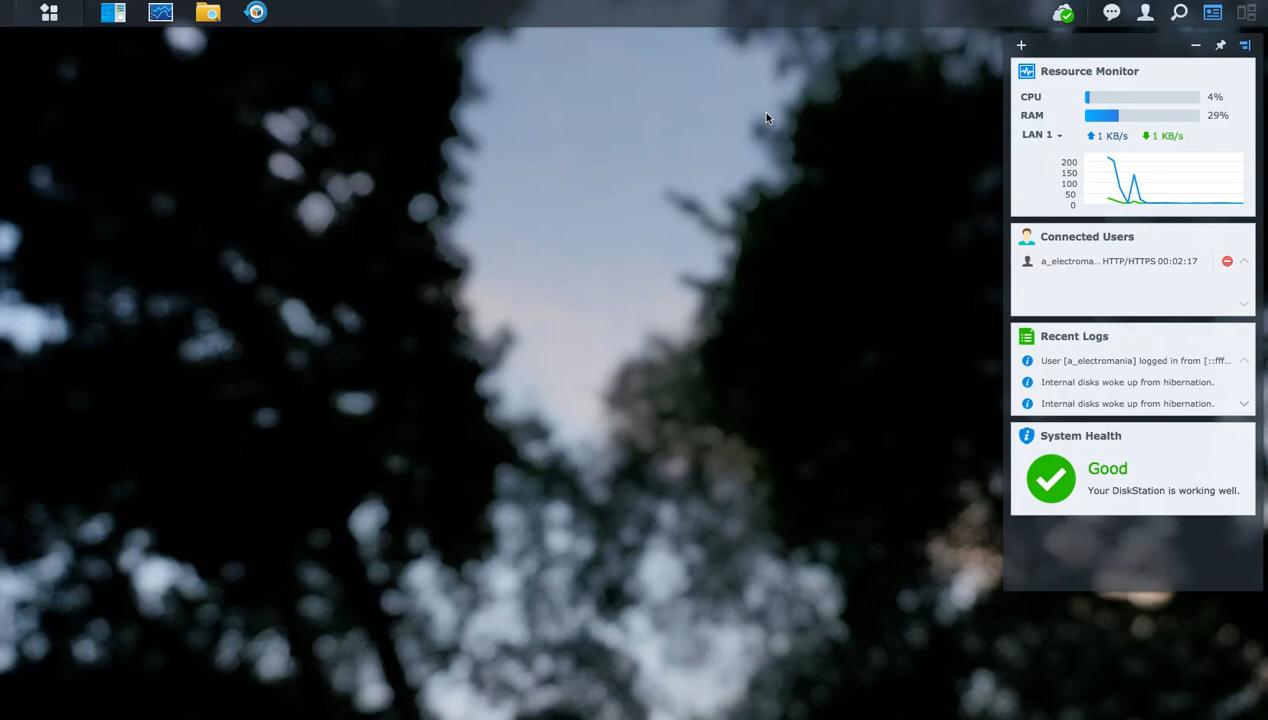 Resource Monitor
CPU 4%
RAM 29%
LAN 1 1 KB/s 1 KB/s
200
150
100
50
0
Connected Users
a_electroma... HTTP/HTTPS 00:02:17
Recent Logs
User [a_electromania] logged in from [::fff...
Internal disks woke up from hibernation.
Internal disks woke up from hibernation.
System Health
Good
Your DiskStation is working well.